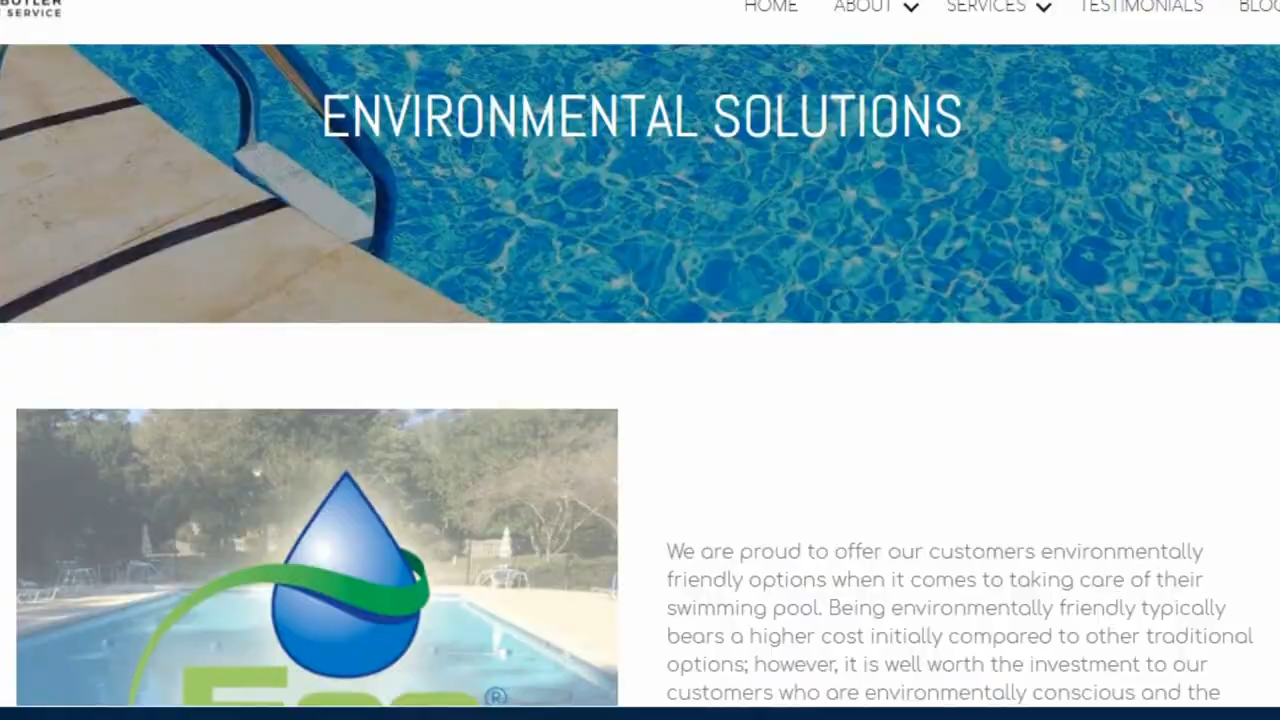 BUTLER
SERVICE
HOME ABOUT SERVICES TESTIMONIALS
ENVIRONMENTAL SOLUTIONS
We are proud to offer our customers environmentally
friendly options when it comes to taking care of their
swimming pool. Being environmentally friendly typically
bears a higher cost initially compared to other traditional
options; however, it is well worth the investment to our
customers who are environmentally conscious and the
®